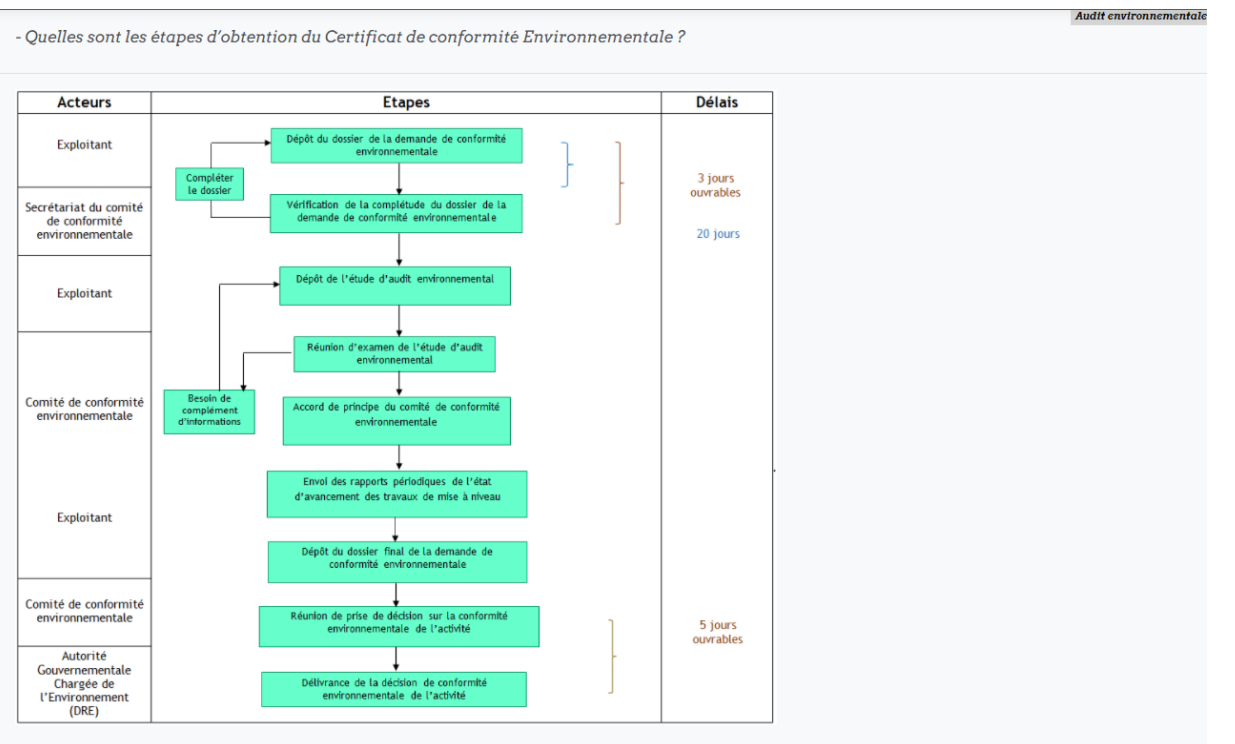 Audit environnementale
- Quelles sont les étapes d'obtention du Certificat de conformité Environnementale ?
Acteurs
Etapes
Délais
Exploitant
Dépôt du dossier de la demande de conformité
environnementale
Compléter
le dossier
3 jours
ouvrables
Secrétariat du comité
de conformité
environnementale
Vérification de la complétude du dossier de la
demande de conformité environnementale
20 jours
Exploitant
Dépôt de l'étude d'audit environnemental
Réunion d'examen de l'étude d'audit
environnemental
Comité de conformité
environnementale
Besoin de
complément
d'informations
Accord de principe du comité de conformité
environnementale
Exploitant
Envoi des rapports périodiques de l'état
d'avancement des travaux de mise à niveau
Dépôt du dossier final de la demande de
conformité environnementale
Comité de conformité
environnementale
Réunion de prise de décision sur la conformité
environnementale de l'activité
5 jours
ouvrables
Autorité
Gouvernementale
Chargée de
l'Environnement
(DRE)
Délivrance de la décision de conformité
environnementale de l'activité